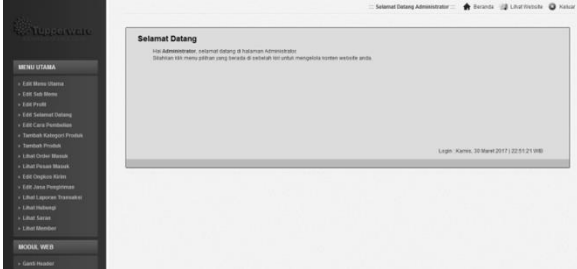 ::: Selamat Datang Administrator ::: Beranda Lihat Website Keluar
Tupperware
Selamat Datang
Hai Administrator, selamat datang di halaman Administrator.
Silahkan klik menu pilihan yang berada di sebelah kiri untuk mengelola konten website anda.
Login : Kamis, 30 Maret 2017 | 22:51:21 WIB
MENU UTAMA
Edit Menu Utama
Edit Sub Menu
Edit Profil
Edit Selamat Datang
Edit Cara Pembelian
Tambah Kategori Produk
Tambah Produk
Lihat Order Masuk
Lihat Pesan Masuk
Edit Ongkos Kirim
Edit Jasa Pengiriman
Lihat Laporan Transaksi
Lihat Hubungi
Lihat Saran
Lihat Member
MODUL WEB
Ganti Header